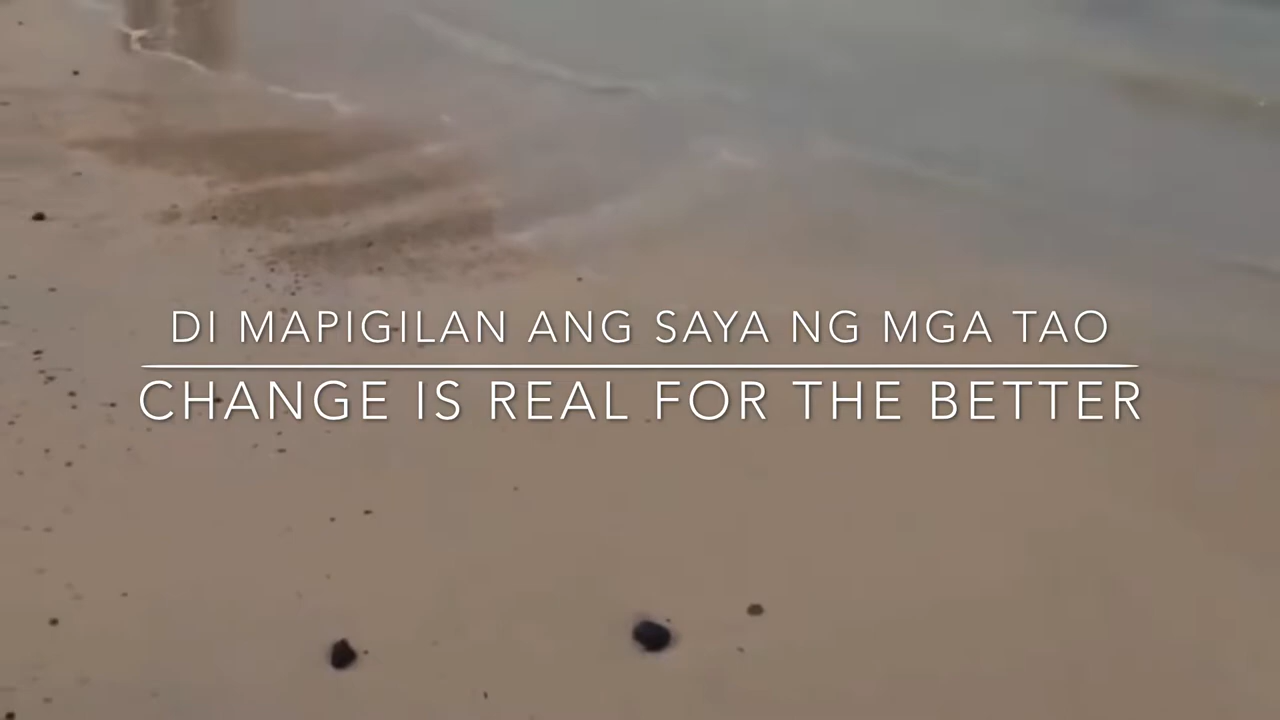 DI MAPIGILAN ANG SAYA NG MGA TAO
CHANGE IS REAL FOR THE BETTER